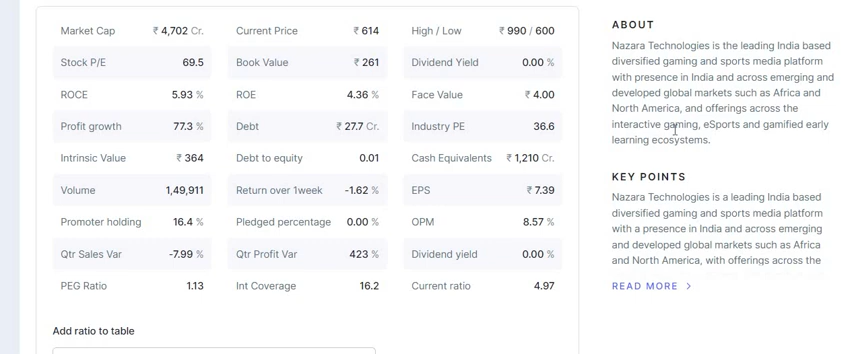 Market Cap ₹ 4,702 Cr. Current Price ₹ 614 High / Low ₹ 990 / 600
Stock P/E 69.5 Book Value ₹ 261 Dividend Yield 0.00 %
ROCE 5.93 % ROE 4.36 % Face Value ₹ 4.00
Profit growth 77.3 % Debt ₹ 27.7 Cr. Industry PE 36.6
Intrinsic Value ₹ 364 Debt to equity 0.01 Cash Equivalents ₹ 1,210 Cr.
Volume 1,49,911 Return over 1week -1.62 % EPS ₹ 7.39
Promoter holding 16.4 % Pledged percentage 0.00 % OPM 8.57 %
Qtr Sales Var -7.99 % Qtr Profit Var 423 % Dividend yield 0.00 %
PEG Ratio 1.13 Int Coverage 16.2 Current ratio 4.97
Add ratio to table
ABOUT
Nazara Technologies is the leading India based
diversified gaming and sports media platform
with presence in India and across emerging and
developed global markets such as Africa and
North America, and offerings across the
interactive gaming, eSports and gamified early
learning ecosystems.
KEY POINTS
Nazara Technologies is a leading India based
diversified gaming and sports media platform
with a presence in India and across emerging
and developed global markets such as Africa
and North America, with offerings across the
READ MORE >